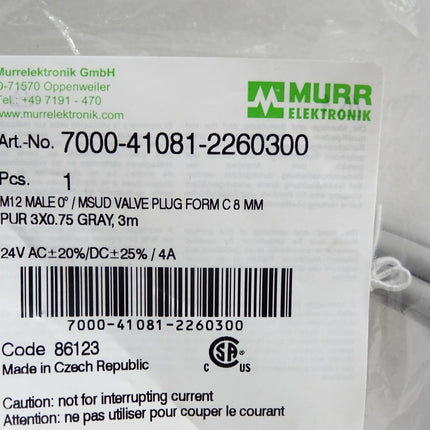 Murrelektronik GmbH
D-71570 Oppenweiler
Tel.: +49 7191 - 470
www.murrelektronik.com
MURR
ELEKTRONIK
Art.-No. 7000-41081-2260300
Pcs. 1
M12 MALE 0° / MSUD VALVE PLUG FORM C 8 MM
PUR 3X0.75 GRAY, 3m
24V AC±20%/DC±25% / 4A
7000-41081-2260300
Code 86123
Made in Czech Republic
C SA US
Caution: not for interrupting current
Attention: ne pas utiliser pour couper le courant